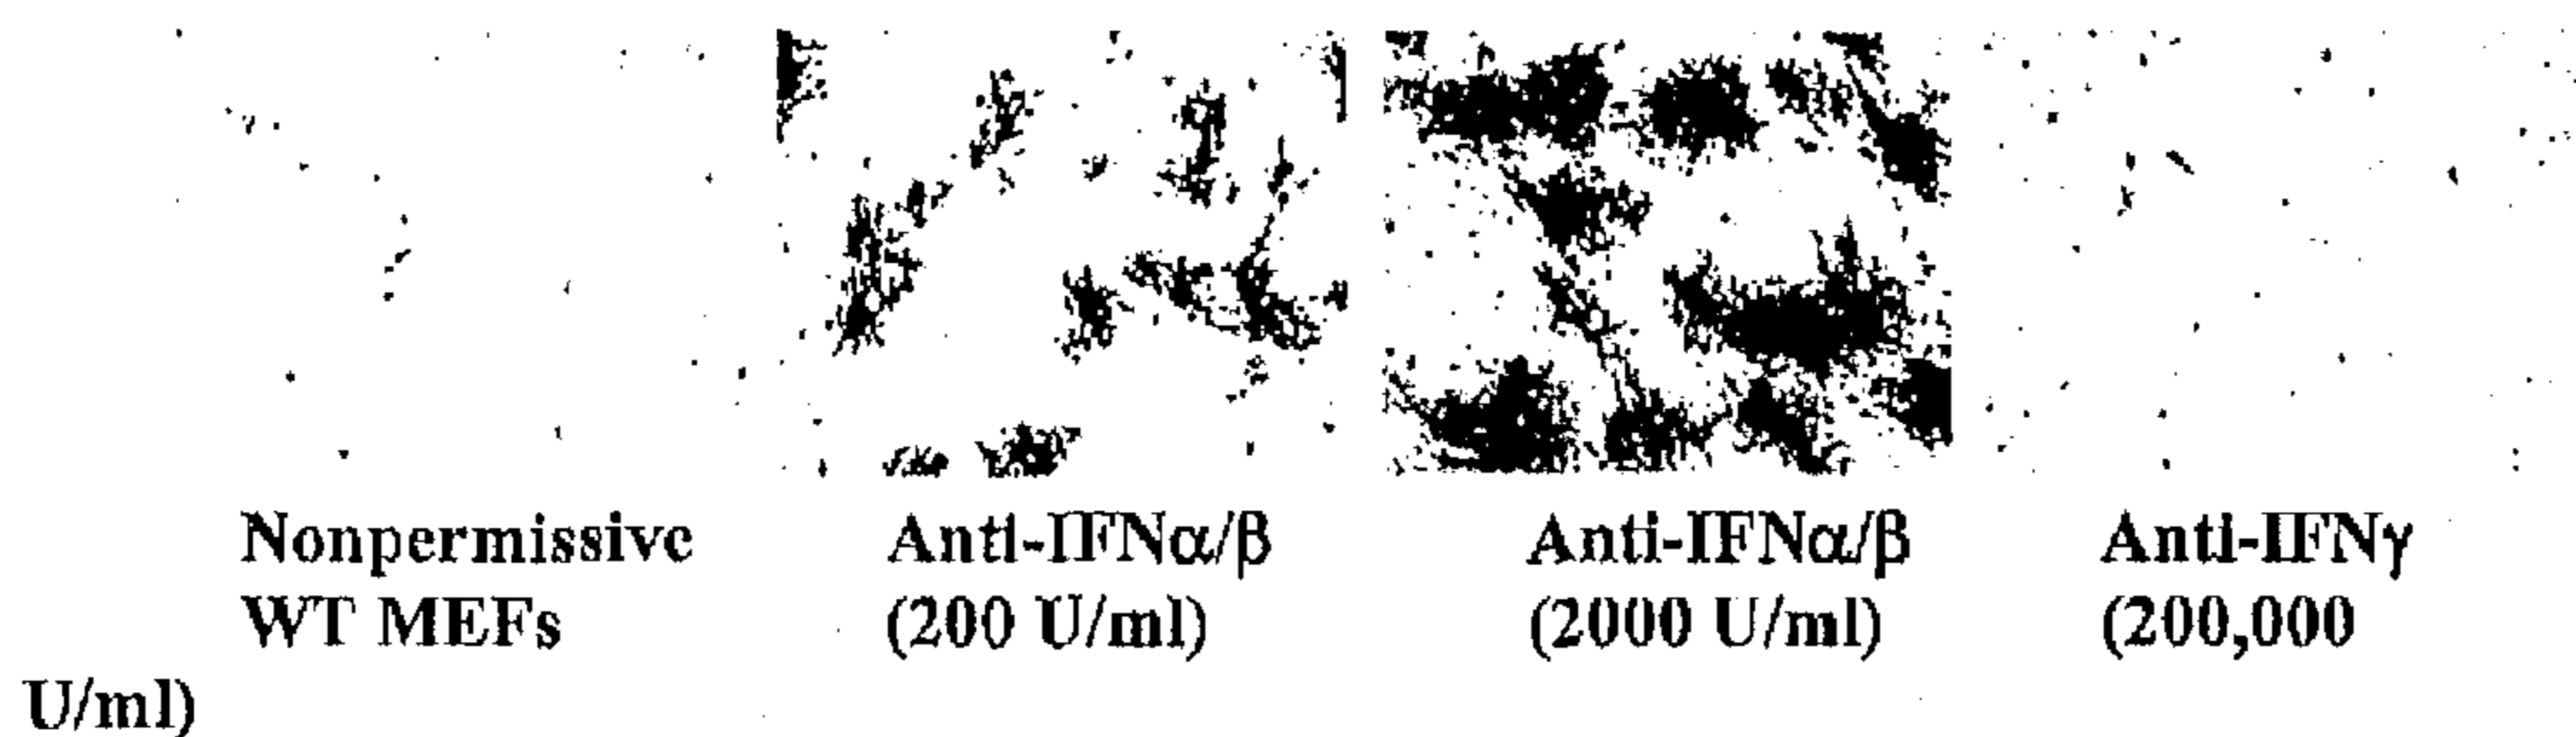 Nonpermissive Anti-IFNα/β Anti-IFNα/β Anti-IFNγ
WT MEFs (200 U/ml) (2000 U/ml) (200,000
U/ml)